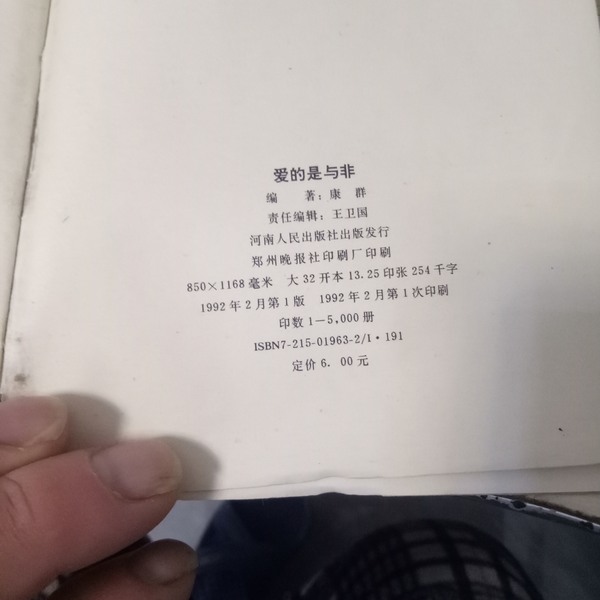 爱的是与非
编 著：康 群
责任编辑：王卫国
河南人民出版社出版发行
郑州晚报社印刷厂印刷
850×1168毫米 大32开本13.25印张254千字
1992年2月第1版 1992年2月第1次印刷
印数1—5,000册
ISBN7-215-01963-2/I·191
定价6.00元